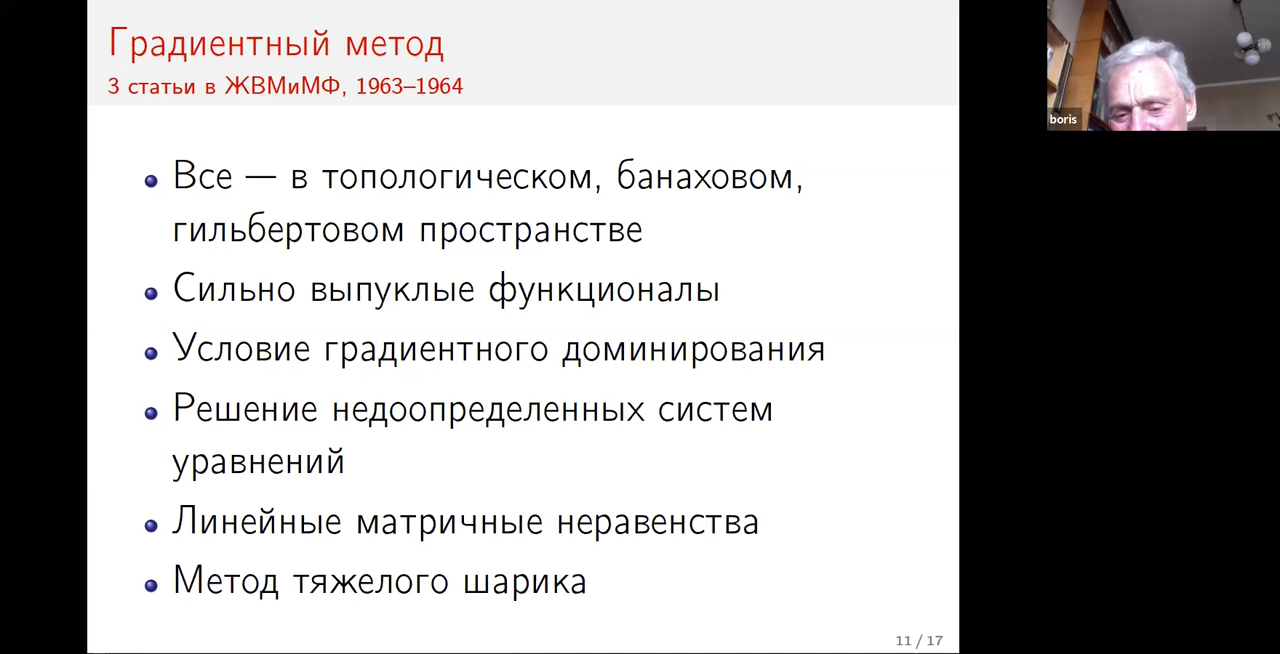 Градиентный метод
3 статьи в ЖВМиМФ, 1963–1964
boris
Все — в топологическом, банаховом,
гильбертовом пространстве
Сильно выпуклые функционалы
Условие градиентного доминирования
Решение недоопределенных систем
уравнений
Линейные матричные неравенства
Метод тяжелого шарика
11 / 17